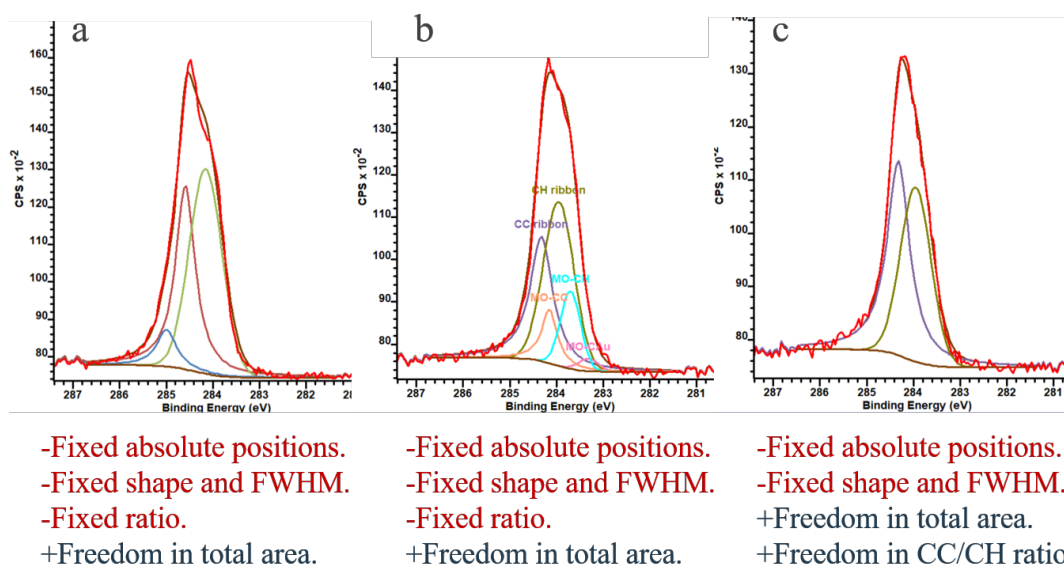 a
b
c
160
150
140
130
120
110
100
90
80
CPS x 10⁻²
287 286 285 284 283 282
Binding Energy (eV)
140
130
120
110
100
90
80
CPS x 10⁻²
CH ribbon
CC ribbon
MO-CH
MO-CC
287 286 285 284 283 282 281
Binding Energy (eV)
130
120
110
100
90
80
CPS x
287 286 285 284 283 282 281
Binding Energy (eV)
-Fixed absolute positions.
-Fixed shape and FWHM.
-Fixed ratio.
+Freedom in total area.
-Fixed absolute positions.
-Fixed shape and FWHM.
-Fixed ratio.
+Freedom in total area.
-Fixed absolute positions.
-Fixed shape and FWHM.
+Freedom in total area.
+Freedom in CC/CH ratio